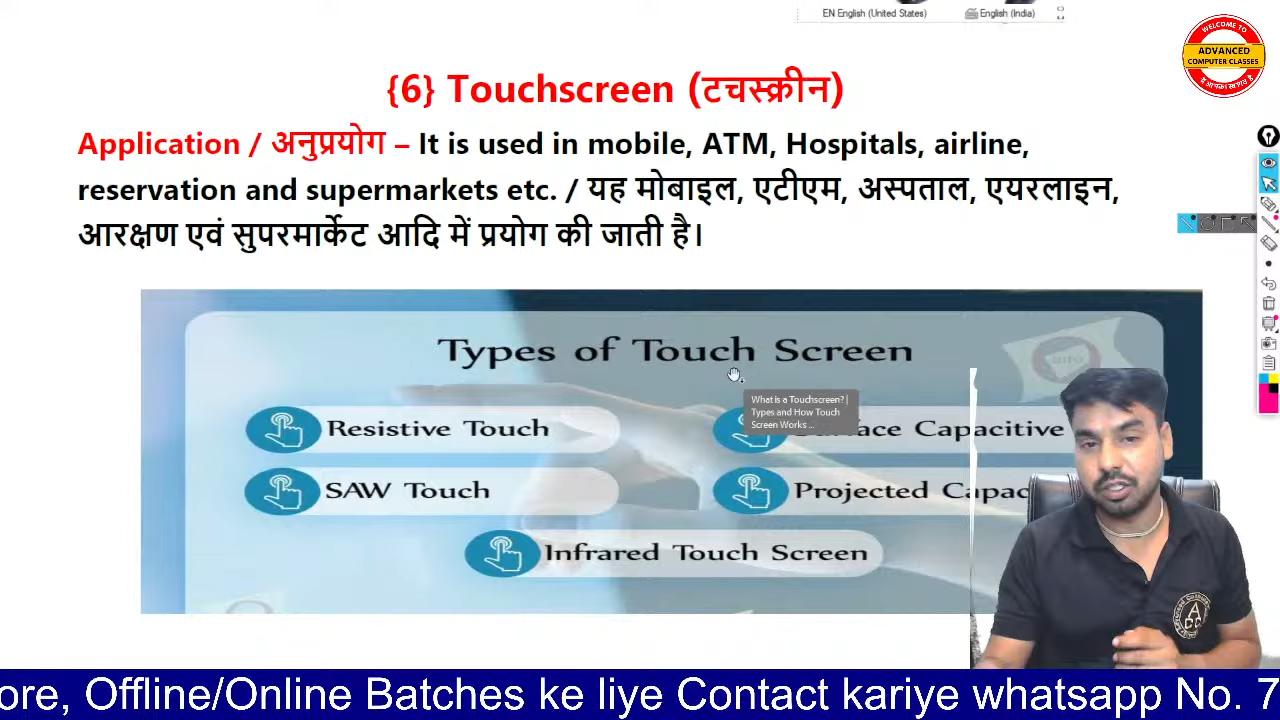 EN English (United States) English (India)
WELCOME TO
ADVANCED
COMPUTER CLASSES
{6} Touchscreen (टचस्क्रीन)
Application / अनुप्रयोग – It is used in mobile, ATM, Hospitals, airline,
reservation and supermarkets etc. / यह मोबाइल, एटीएम, अस्पताल, एयरलाइन,
आरक्षण एवं सुपरमार्केट आदि में प्रयोग की जाती है।
Types of Touch Screen
What is a Touchscreen? |
Types and How Touch
Screen Works ...
Resistive Touch
Capacitive
SAW Touch
Projected
Infrared Touch Screen
ore, Offline/Online Batches ke liye Contact kariye whatsapp No. 7